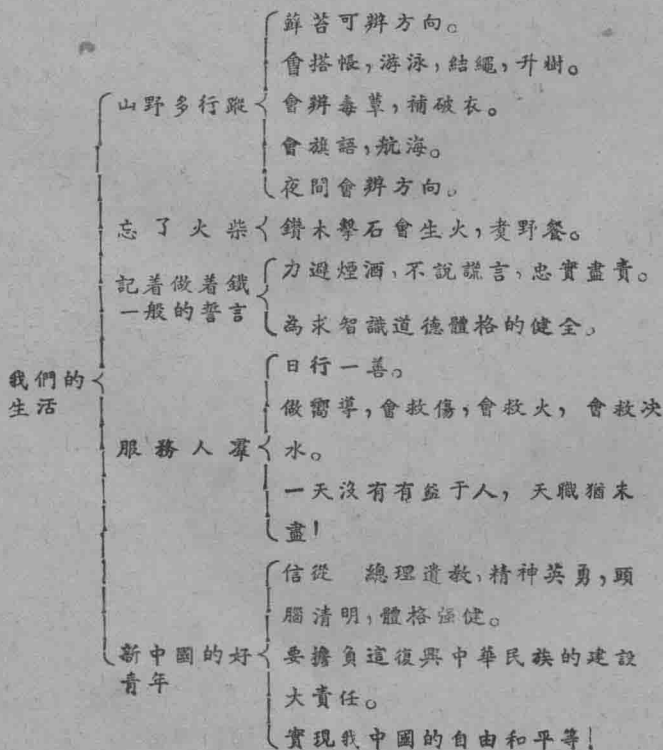 我們的
生活
山野多行蹤
蘚苔可辨方向。
會搭帳，游泳，結繩，升樹。
會辨毒草，補破衣。
會旗語，航海。
夜間會辨方向。
忘了火柴
鑽木擊石會生火，煑野餐。
記着做着鐵
一般的誓言
力避煙酒、不說謊言，忠實盡責。
為求智識道德體格的健全。
服務人羣
日行一善。
做嚮導，會救傷，會救火，會救决
水。
一天沒有有益于人，天職猶未
盡！
新中國的好
青年
信從　總理遺教、精神英勇，頭
腦清明，體格强健。
要擔負這復興中華民族的建設
大責任。
實現我中國的自由和平等！